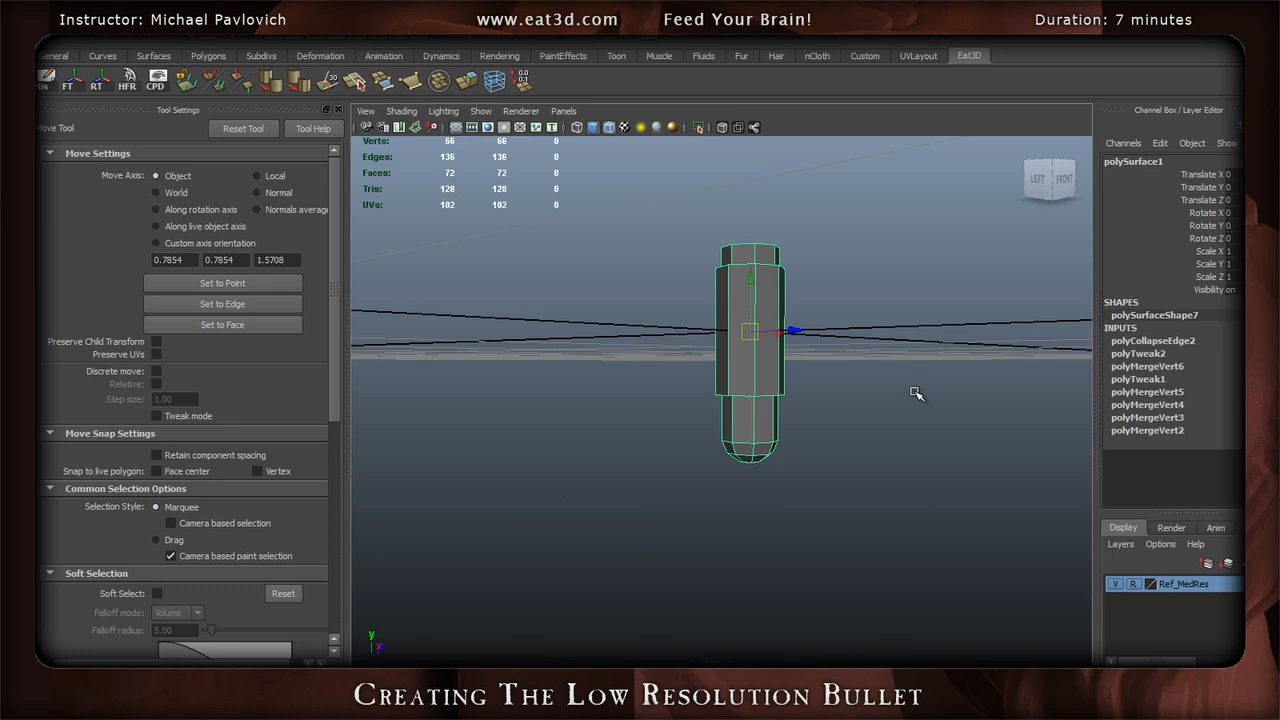 Instructor: Michael Pavlovich
www.eat3d.com
Feed Your Brain!
Duration: 7 minutes
General Curves Surfaces Polygons Subdivs Deformation Animation Dynamics Rendering PaintEffects Toon Muscle Fluids Fur Hair nCloth Custom UVLayout Eat3D
His FT RT HFR CPD
Tool Settings
Move Tool
Reset Tool
Tool Help
Move Settings
Move Axis: Object Local
World Normal
Along rotation axis Normals average
Along live object axis
Custom axis orientation
0.7854 0.7854 1.5708
Set to Point
Set to Edge
Set to Face
Preserve Child Transform
Preserve UVs
Discrete move:
Relative:
Step size: 1.00
Tweak mode
Move Snap Settings
Retain component spacing
Snap to live polygon: Face center Vertex
Common Selection Options
Selection Style: Marquee
Camera based selection
Drag
Camera based paint selection
Soft Selection
Soft Select: Reset
Falloff mode: Volume
Falloff radius: 5.00
View Shading Lighting Show Renderer Panels
Verts: 66 66 0
Edges: 136 136 0
Faces: 72 72 0
Tris: 128 128 0
UVs: 102 102 0
LEFT FRONT
y
x
Channel Box / Layer Editor
Channels Edit Object Show
polySurface1
Translate X 0
Translate Y 0
Translate Z 0
Rotate X 0
Rotate Y 0
Rotate Z 0
Scale X 1
Scale Y 1
Scale Z 1
Visibility on
SHAPES
polySurfaceShape7
INPUTS
polyCollapseEdge2
polyTweak2
polyMergeVert6
polyTweak1
polyMergeVert5
polyMergeVert4
polyMergeVert3
polyMergeVert2
Display Render Anim
Layers Options Help
V R Ref_MedRes
Creating The Low Resolution Bullet